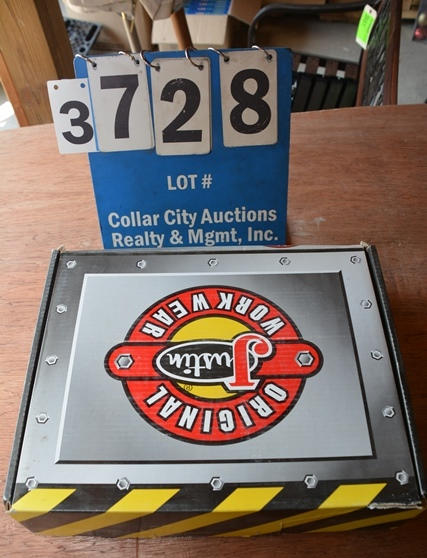 3728
LOT #
Collar City Auctions
Realty & Mgmt, Inc.
ORIGINAL
Justin
WORKWEAR